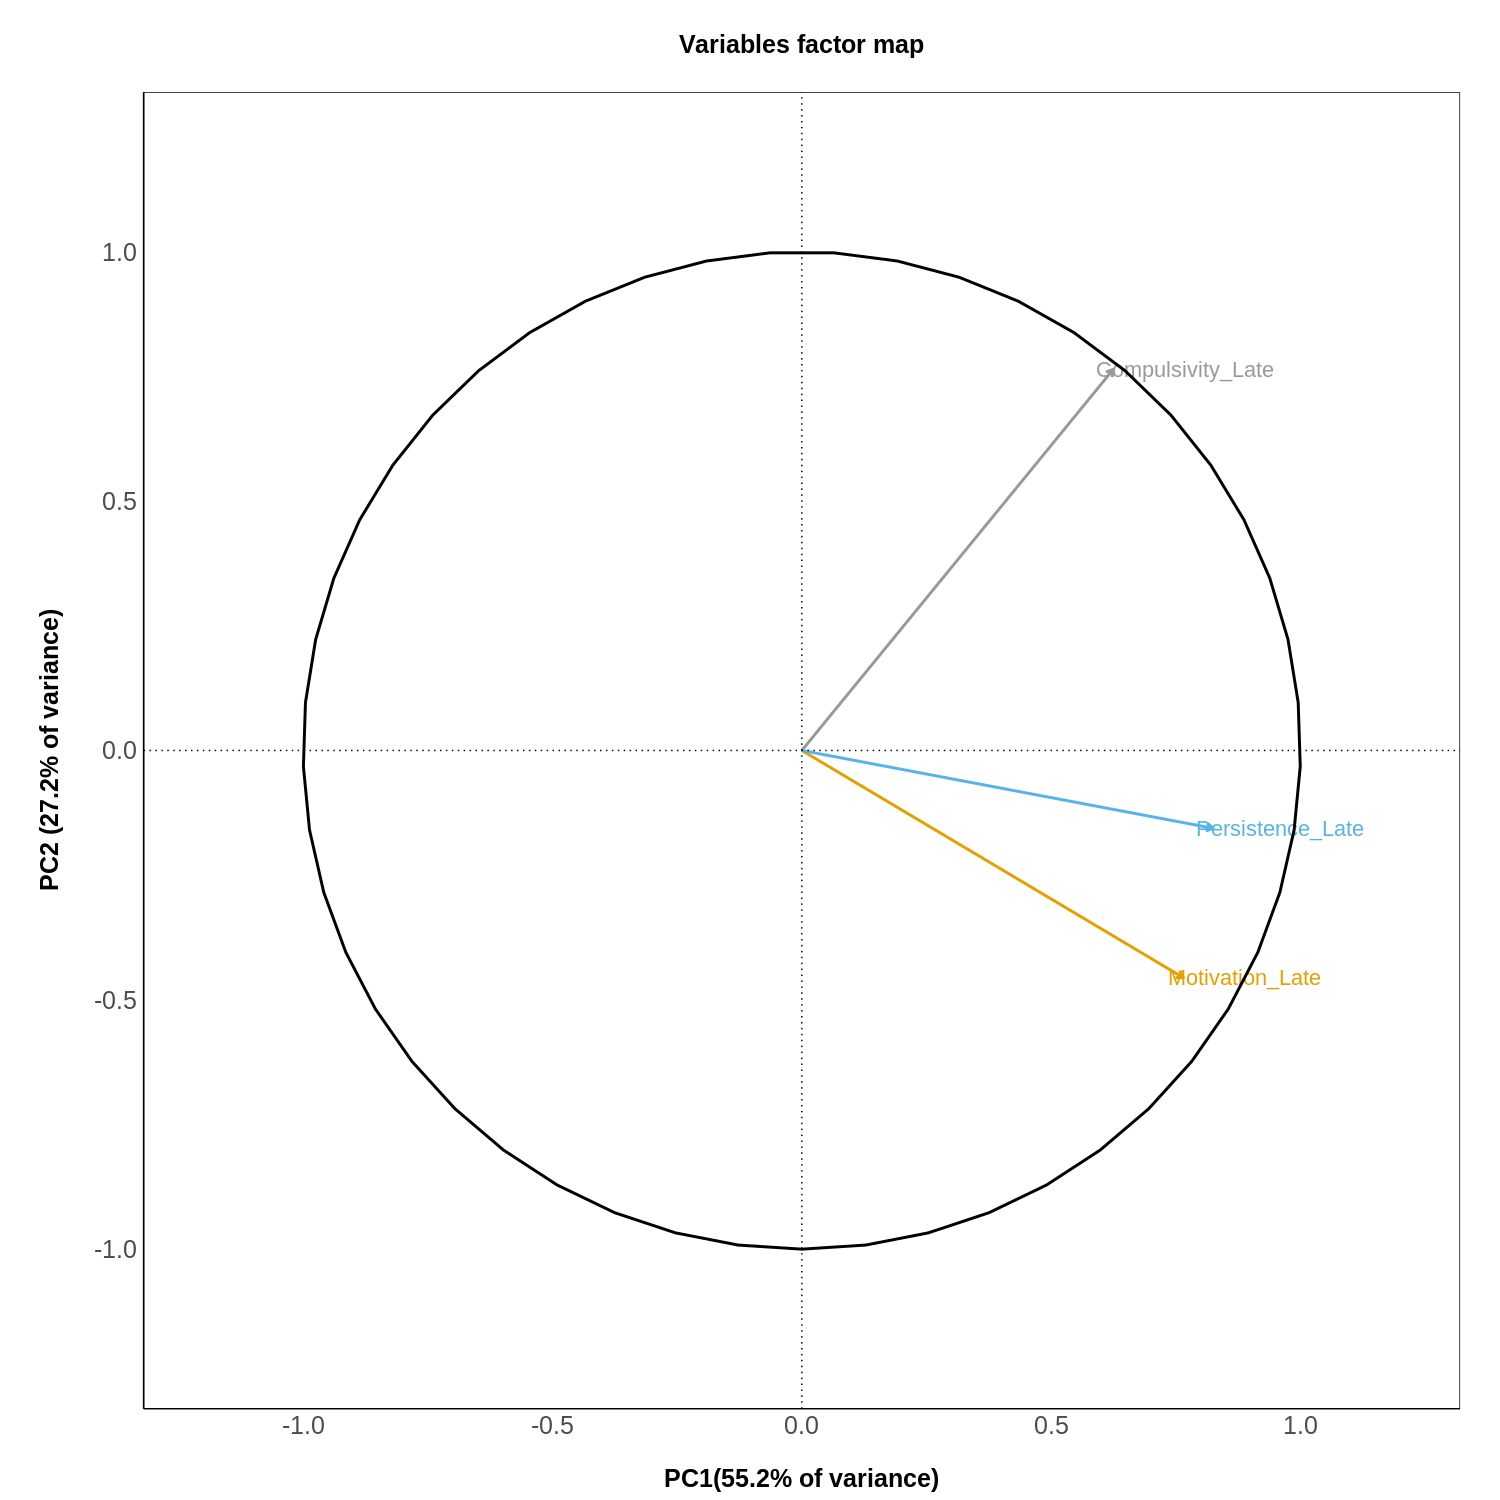 Variables factor map
1.0
0.5
0.0
-0.5
-1.0
PC2 (27.2% of variance)
Compulsivity_Late
Persistence_Late
Motivation_Late
-1.0
-0.5
0.0
0.5
1.0
PC1(55.2% of variance)